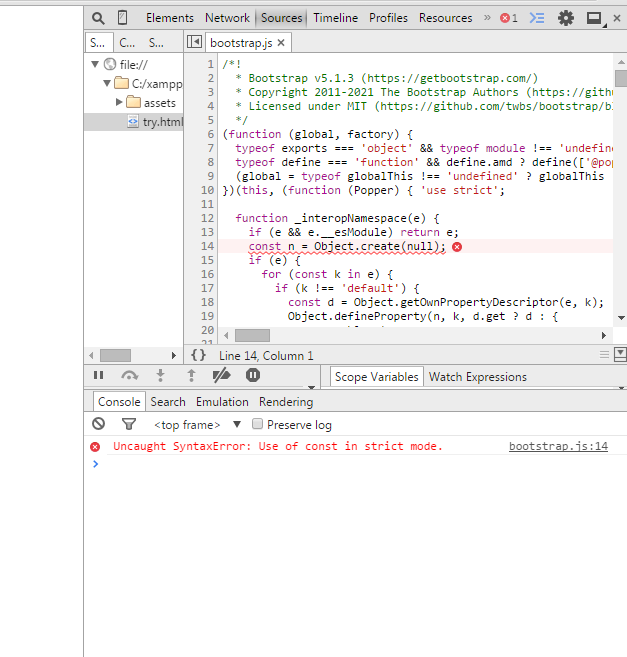 Elements Network Sources Timeline Profiles Resources » 1
S... C... S... bootstrap.js ×
file://
C:/xampp
assets
try.html
1 /*!
2 * Bootstrap v5.1.3 (https://getbootstrap.com/)
3 * Copyright 2011-2021 The Bootstrap Authors (https://gith
4 * Licensed under MIT (https://github.com/twbs/bootstrap/b
5 */
6 (function (global, factory) {
7 typeof exports === 'object' && typeof module !== 'undefine
8 typeof define === 'function' && define.amd ? define(['@pop
9 (global = typeof globalThis !== 'undefined' ? globalThis
10 })(this, (function (Popper) { 'use strict';
11
12 function _interopNamespace(e) {
13 if (e && e.__esModule) return e;
14 const n = Object.create(null);
15 if (e) {
16 for (const k in e) {
17 if (k !== 'default') {
18 const d = Object.getOwnPropertyDescriptor(e, k);
19 Object.defineProperty(n, k, d.get ? d : {
20
21
{} Line 14, Column 1
Scope Variables Watch Expressions
Console Search Emulation Rendering
<top frame> ▼ Preserve log
Uncaught SyntaxError: Use of const in strict mode. bootstrap.js:14
>